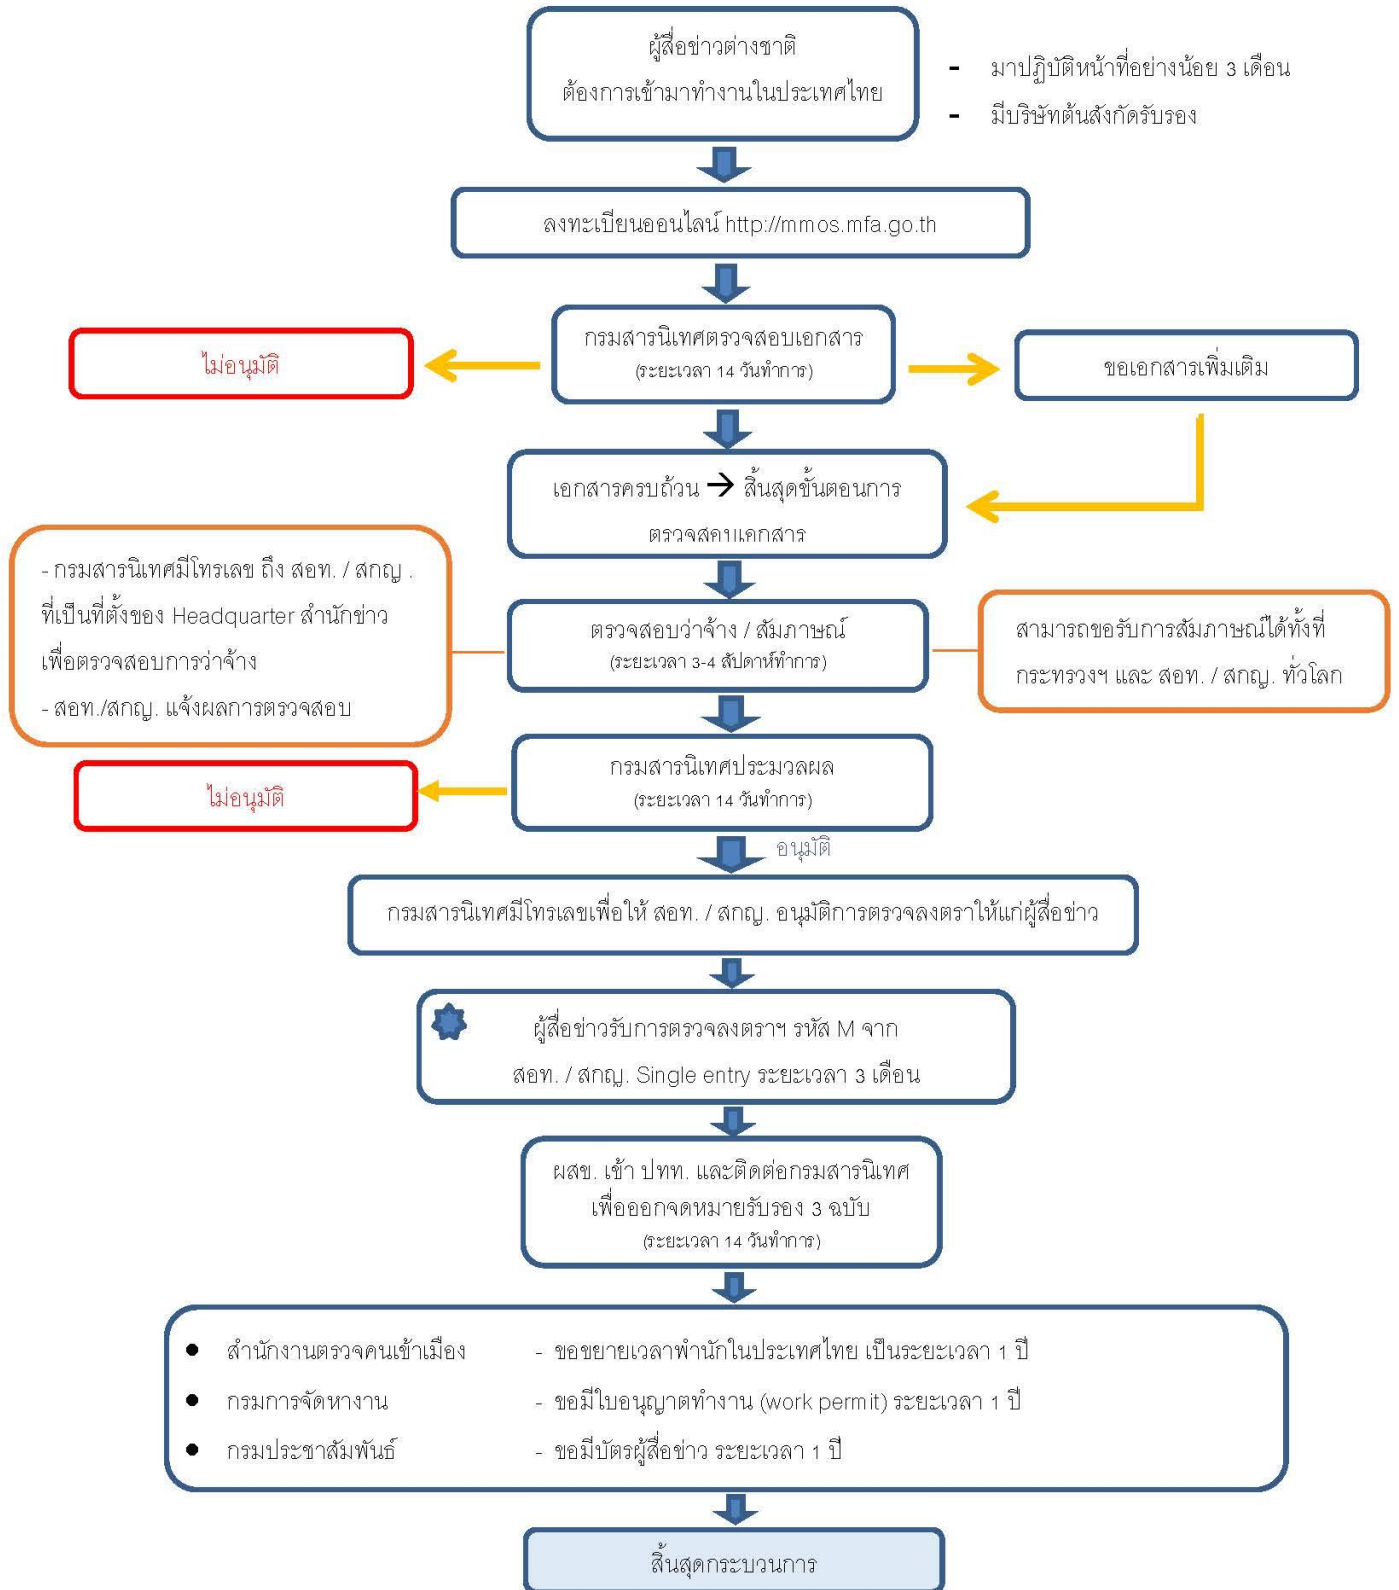 ผู้สื่อข่าวต่างชาติ
ต้องการเข้ามาทำงานในประเทศไทย
- มาปฏิบัติหน้าที่อย่างน้อย 3 เดือน
- มีบริษัทต้นสังกัดรับรอง
ลงทะเบียนออนไลน์ http://mmos.mfa.go.th
กรมสารนิเทศตรวจสอบเอกสาร
(ระยะเวลา 14 วันทำการ)
ไม่อนุมัติ
ขอเอกสารเพิ่มเติม
เอกสารครบถ้วน → สิ้นสุดขั้นตอนการ
ตรวจสอบเอกสาร
- กรมสารนิเทศมีโทรเลข ถึง สอท. / สกญ .
ที่เป็นที่ตั้งของ Headquarter สำนักข่าว
เพื่อตรวจสอบการว่าจ้าง
- สอท./สกญ. แจ้งผลการตรวจสอบ
ตรวจสอบว่าจ้าง / สัมภาษณ์
(ระยะเวลา 3-4 สัปดาห์ทำการ)
สามารถขอรับการสัมภาษณ์ได้ทั้งที่
กระทรวงฯ และ สอท. / สกญ. ทั่วโลก
กรมสารนิเทศประมวลผล
(ระยะเวลา 14 วันทำการ)
ไม่อนุมัติ
อนุมัติ
กรมสารนิเทศมีโทรเลขเพื่อให้ สอท. / สกญ. อนุมัติการตรวจลงตราให้แก่ผู้สื่อข่าว
ผู้สื่อข่าวรับการตรวจลงตราฯ รหัส M จาก
สอท. / สกญ. Single entry ระยะเวลา 3 เดือน
ผสข. เข้า ปทท. และติดต่อกรมสารนิเทศ
เพื่อออกจดหมายรับรอง 3 ฉบับ
(ระยะเวลา 14 วันทำการ)
● สำนักงานตรวจคนเข้าเมือง - ขอขยายเวลาพำนักในประเทศไทย เป็นระยะเวลา 1 ปี
● กรมการจัดหางาน - ขอมีใบอนุญาตทำงาน (work permit) ระยะเวลา 1 ปี
● กรมประชาสัมพันธ์ - ขอมีบัตรผู้สื่อข่าว ระยะเวลา 1 ปี
สิ้นสุดกระบวนการ